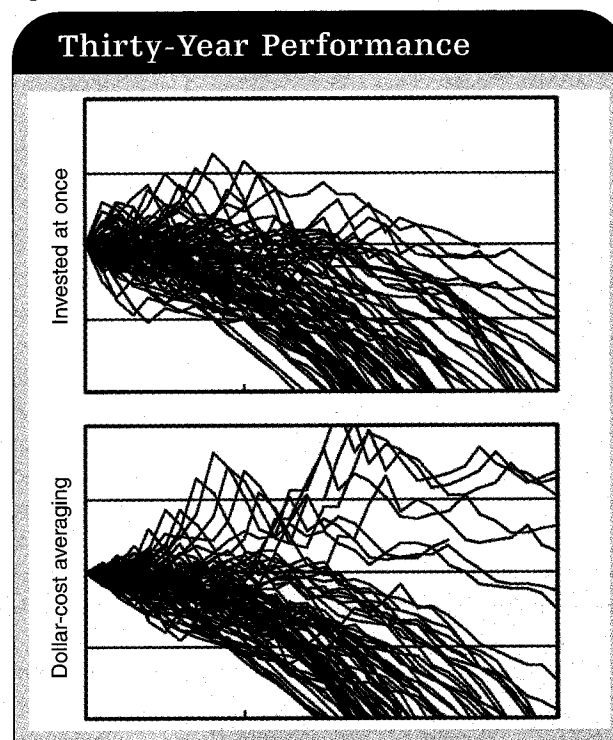 Thirty-Year Performance
Invested at once
Dollar-cost averaging